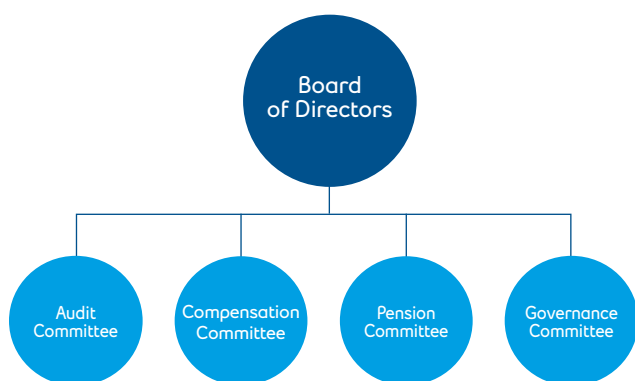 Board
of Directors
Audit
Committee
Compensation
Committee
Pension
Committee
Governance
Committee